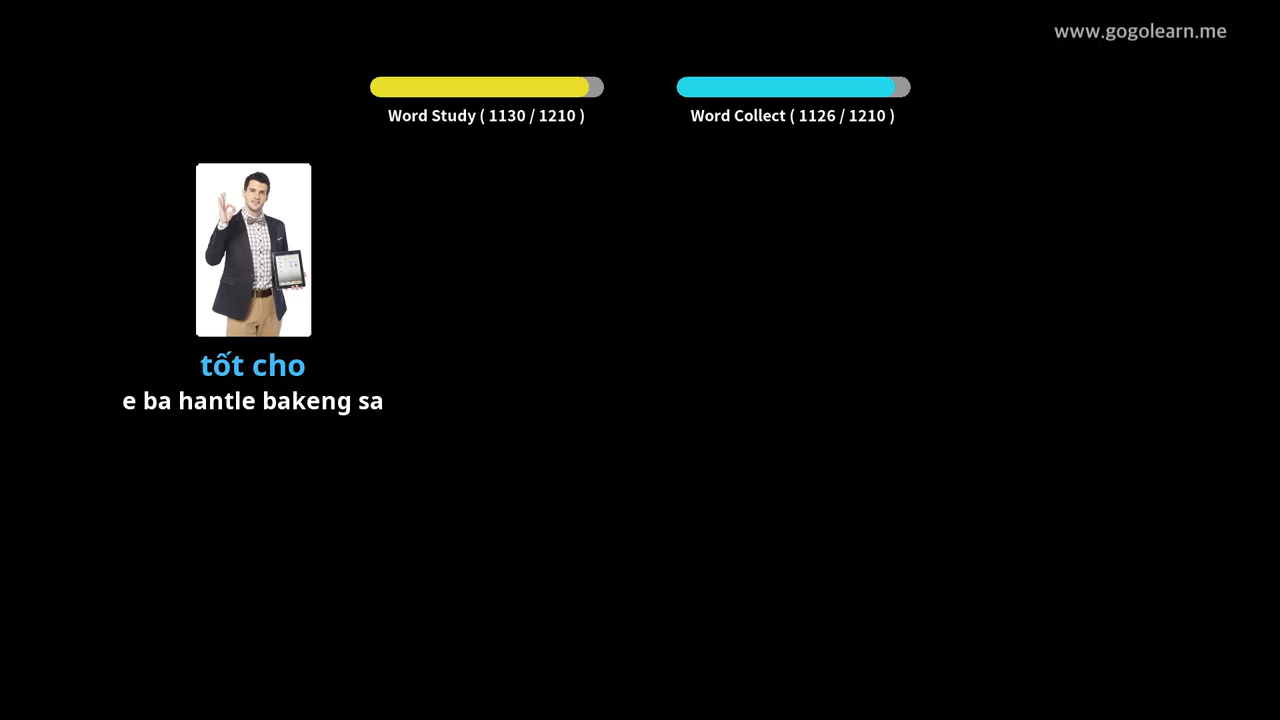 www.gogolearn.me
Word Study ( 1130 / 1210 )
Word Collect ( 1126 / 1210 )
tốt cho
e ba hantle bakeng sa